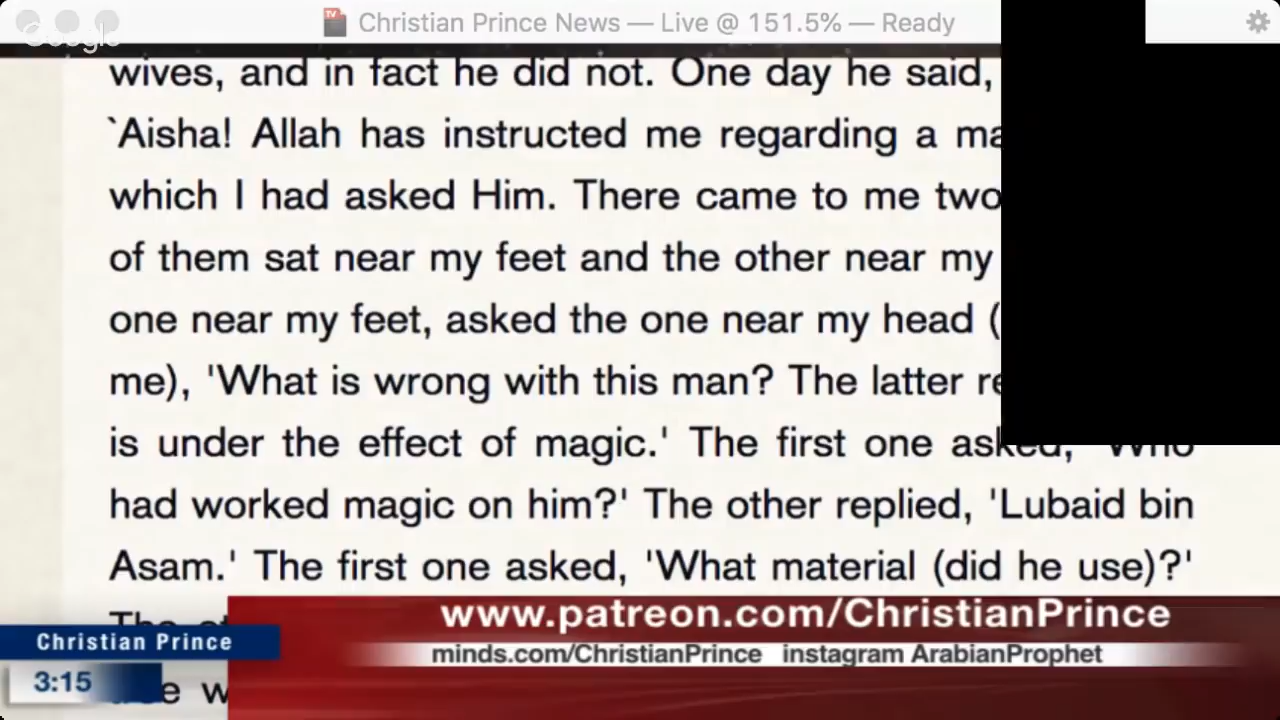 Google
TV
Christian Prince News — Live @ 151.5% — Ready
wives, and in fact he did not. One day he said,
`Aisha! Allah has instructed me regarding a
which I had asked Him. There came to me two
of them sat near my feet and the other near my
one near my feet, asked the one near my head (
me), 'What is wrong with this man? The latter
is under the effect of magic.' The first one asked, 'Who
had worked magic on him?' The other replied, 'Lubaid bin
Asam.' The first one asked, 'What material (did he use)?'
The
www.patreon.com/ChristianPrince
Christian Prince
minds.com/ChristianPrince instagram ArabianProphet
3:15